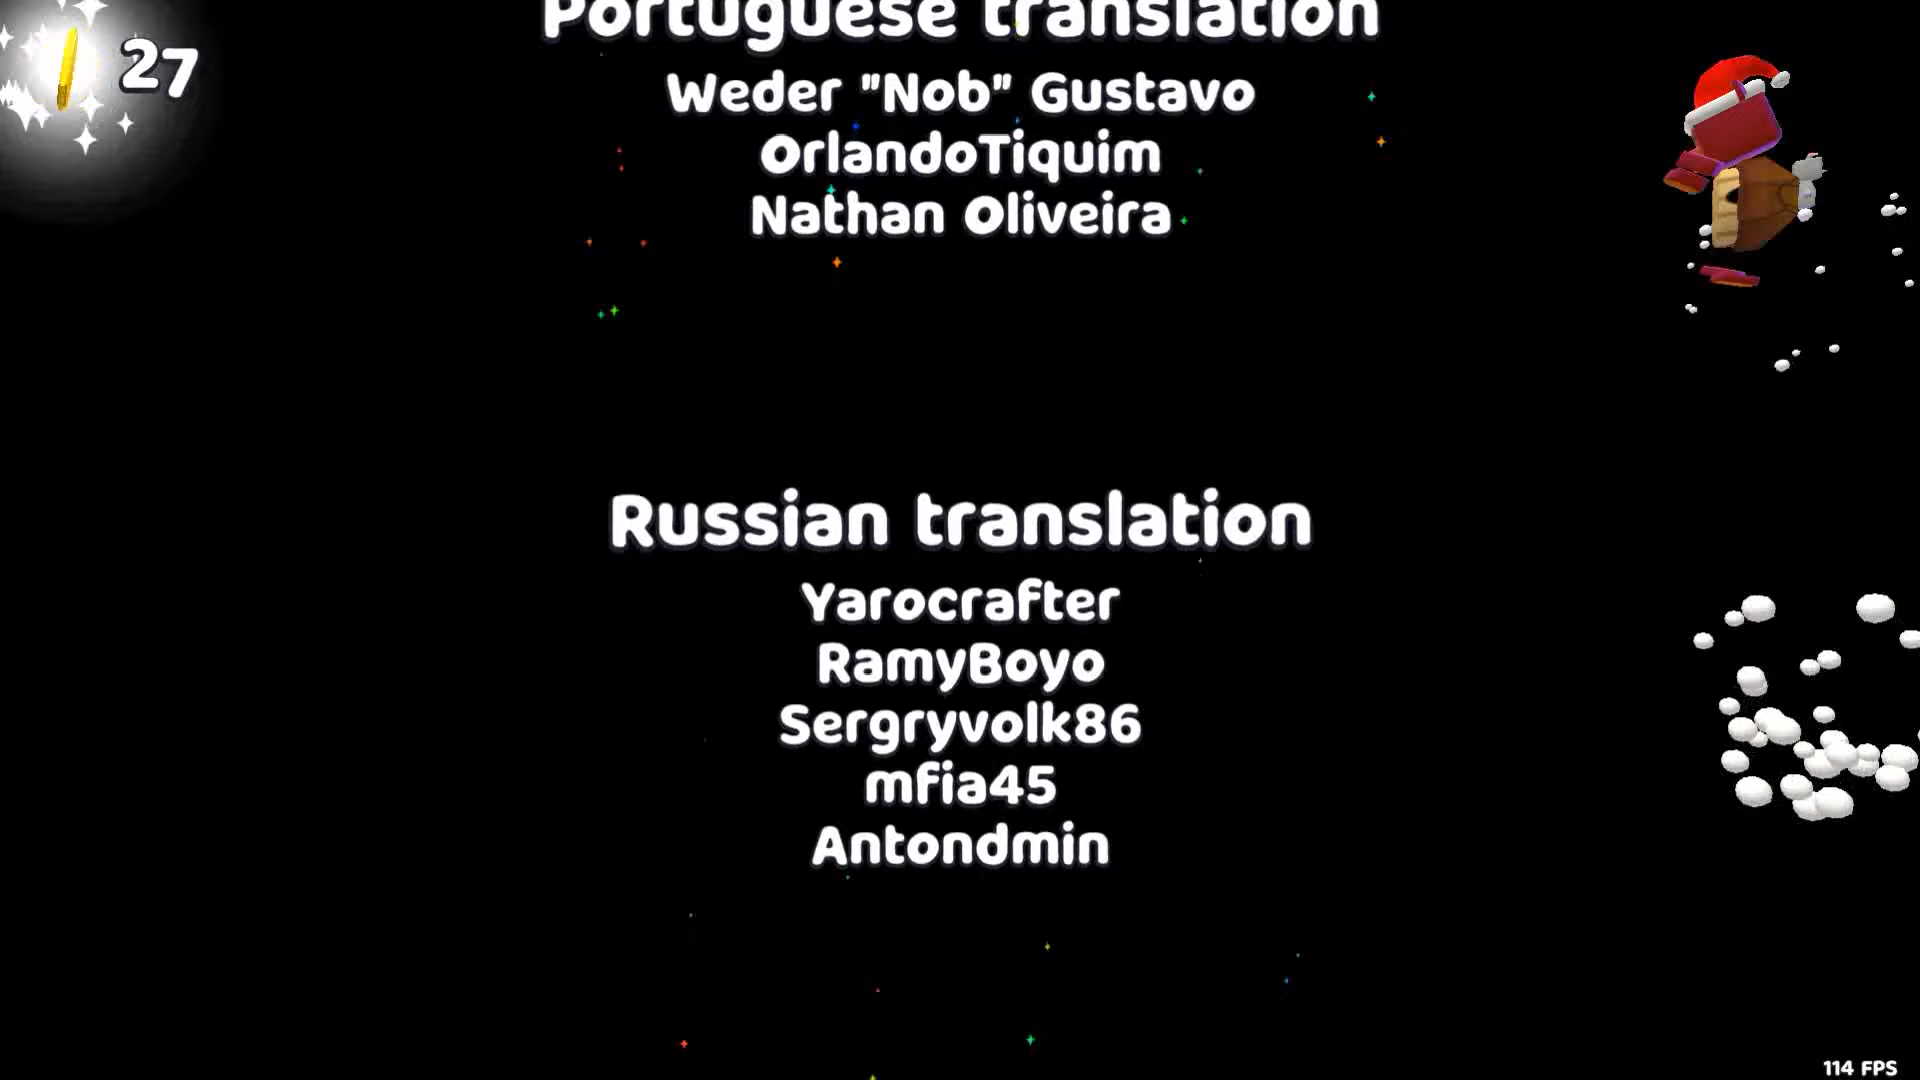 27
Portuguese translation
Weder "Nob" Gustavo
OrlandoTiquim
Nathan Oliveira
Russian translation
Yarocrafter
RamyBoyo
Sergryvolk86
mfia45
Antondmin
114 FPS